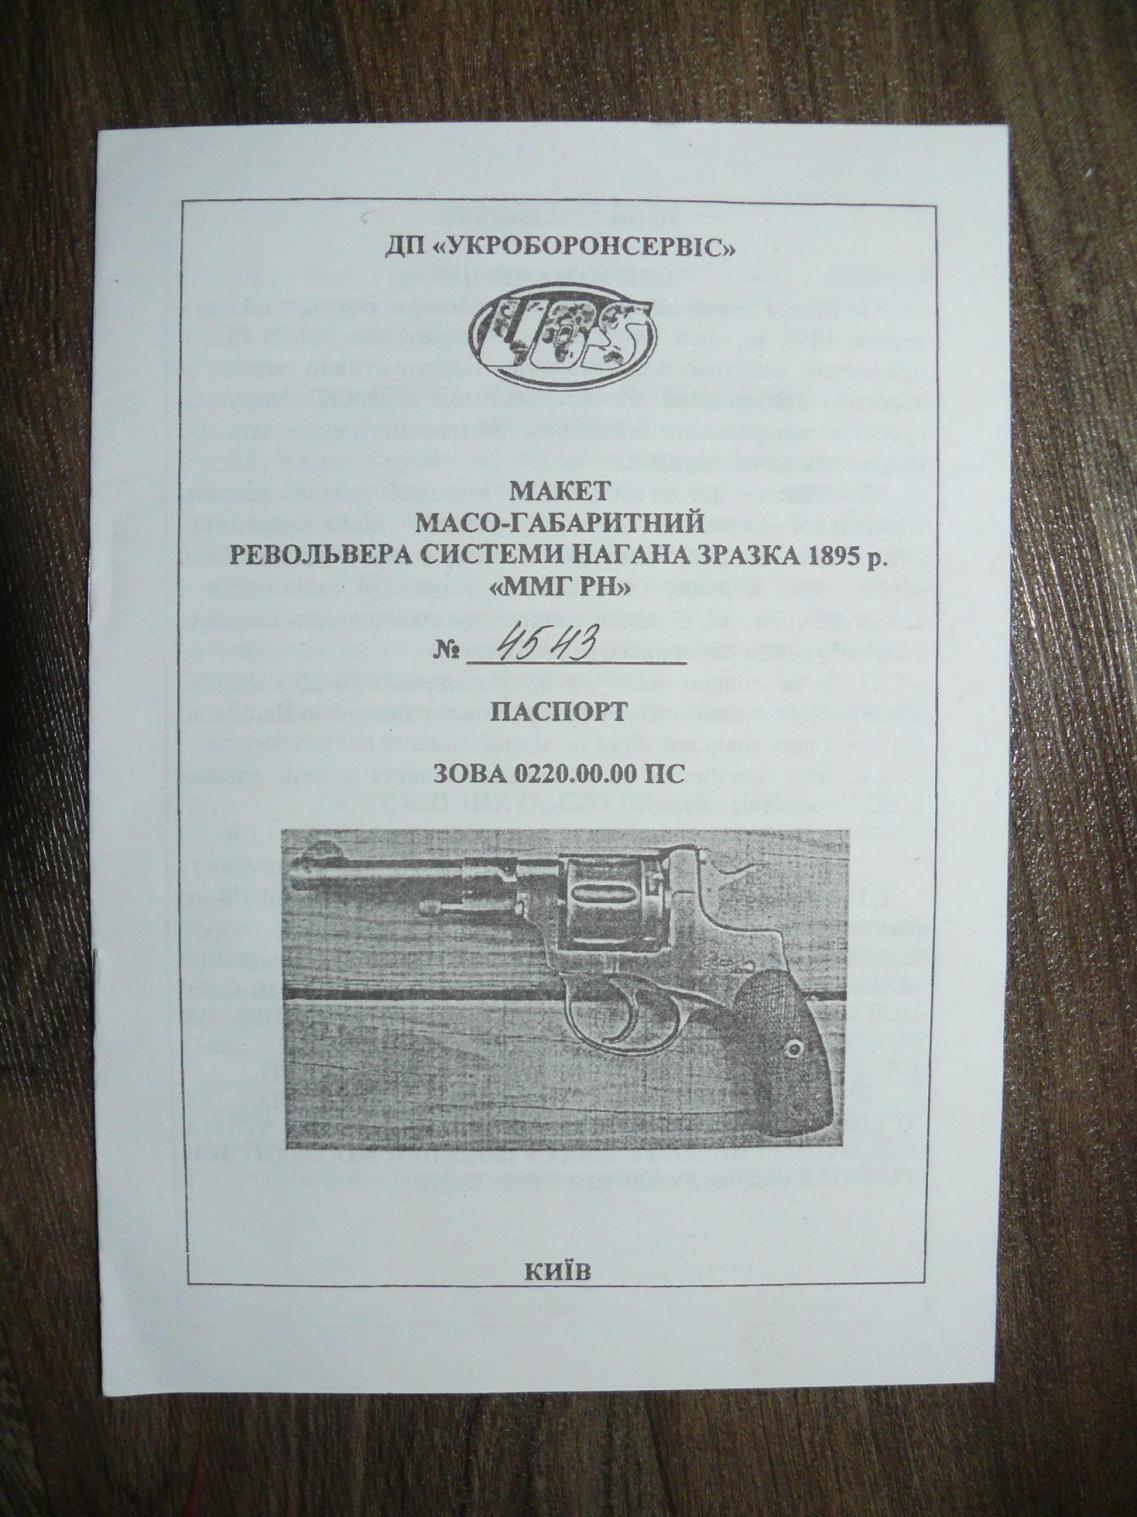 ДП «УКРОБОРОНСЕРВІС»
UOS
МАКЕТ
МАСО-ГАБАРИТНИЙ
РЕВОЛЬВЕРА СИСТЕМИ НАГАНА ЗРАЗКА 1895 р.
«ММГ РН»
№ 4543
ПАСПОРТ
ЗОВА 0220.00.00 ПС
КИЇВ